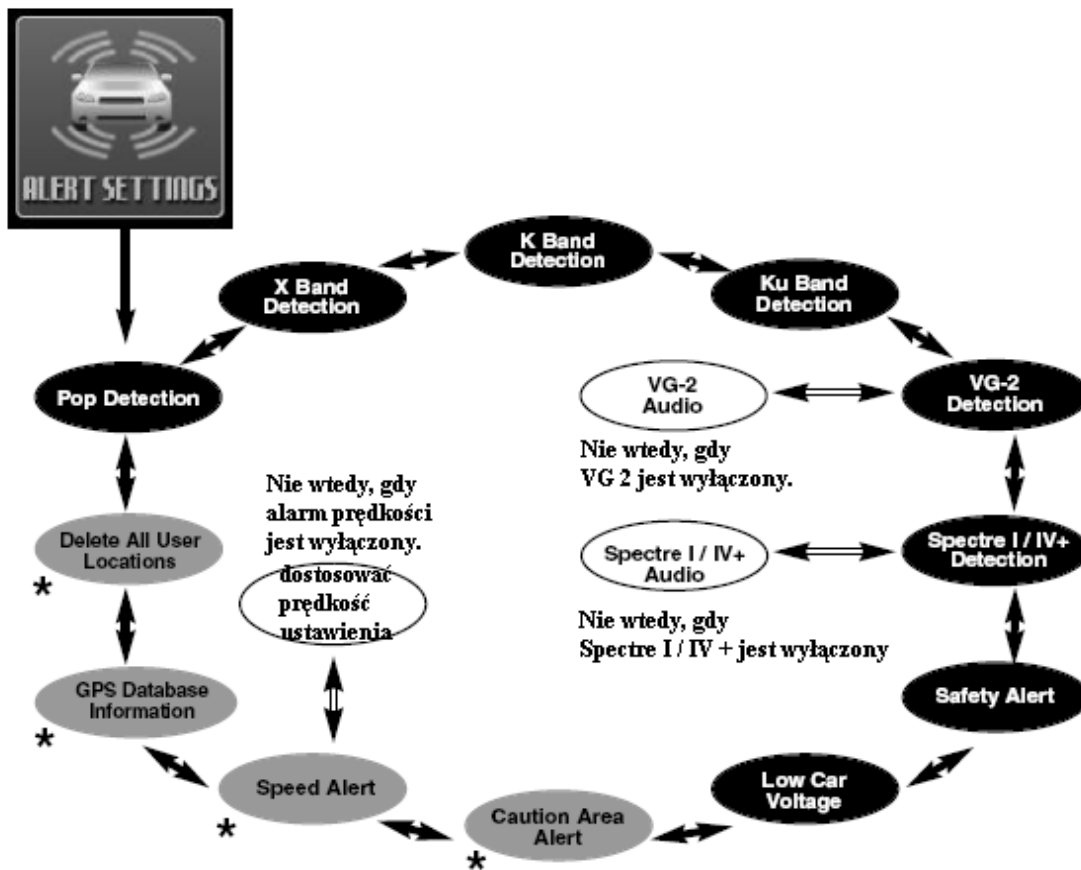 ALERT SETTINGS
K Band
Detection
X Band
Detection
Ku Band
Detection
Pop Detection
VG-2
Audio
VG-2
Detection
Nie wtedy, gdy
VG 2 jest wyłączony.
Nie wtedy, gdy
alarm prędkości
jest wyłączony.
Delete All User
Locations
*
Spectre I / IV+
Audio
Spectre I / IV+
Detection
dostosować
prędkość
ustawienia
Nie wtedy, gdy
Spectre I / IV + jest wyłączony
GPS Database
Information
*
Safety Alert
Speed Alert
*
Low Car
Voltage
Caution Area
Alert
*